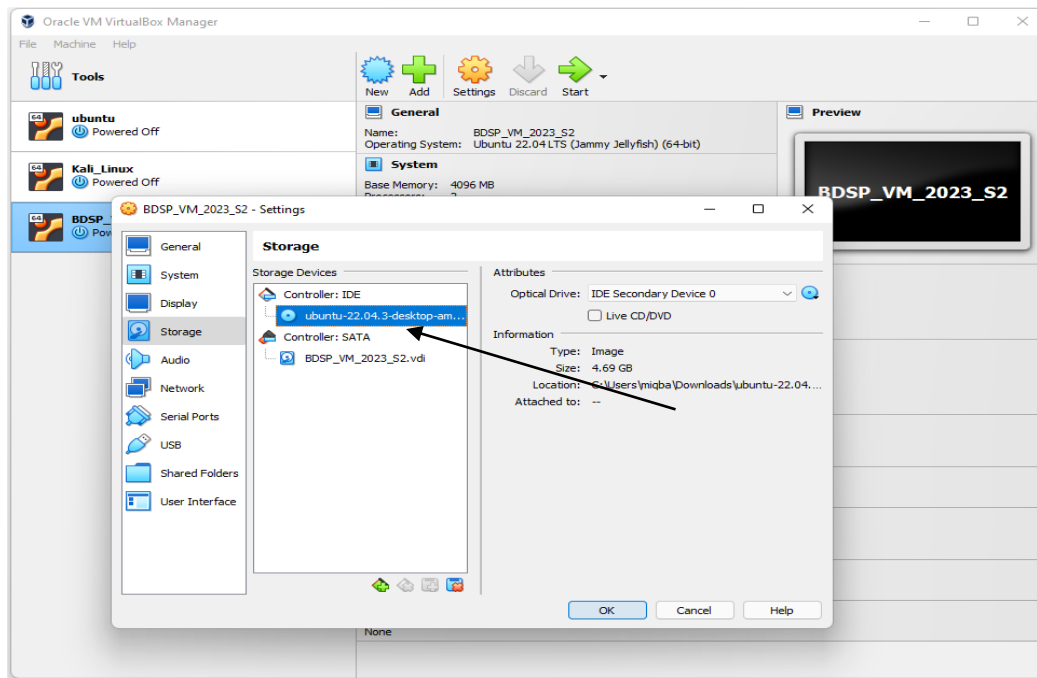 Oracle VM VirtualBox Manager
File Machine Help
Tools
New Add Settings Discard Start
64 ubuntu
Powered Off
64 Kali_Linux
Powered Off
64 BDSP_
General
Name: BDSP_VM_2023_S2
Operating System: Ubuntu 22.04 LTS (Jammy Jellyfish) (64-bit)
System
Base Memory: 4096 MB
Preview
BDSP_VM_2023_S2
BDSP_VM_2023_S2 - Settings
General
System
Display
Storage
Audio
Network
Serial Ports
USB
Shared Folders
User Interface
Storage
Storage Devices
Controller: IDE
ubuntu-22.04.3-desktop-am...
Controller: SATA
BDSP_VM_2023_S2.vdi
Attributes
Optical Drive: IDE Secondary Device 0
Live CD/DVD
Information
Type: Image
Size: 4.69 GB
Location: C:\Users\miqba\Downloads\ubuntu-22.04....
Attached to: --
OK Cancel Help
None